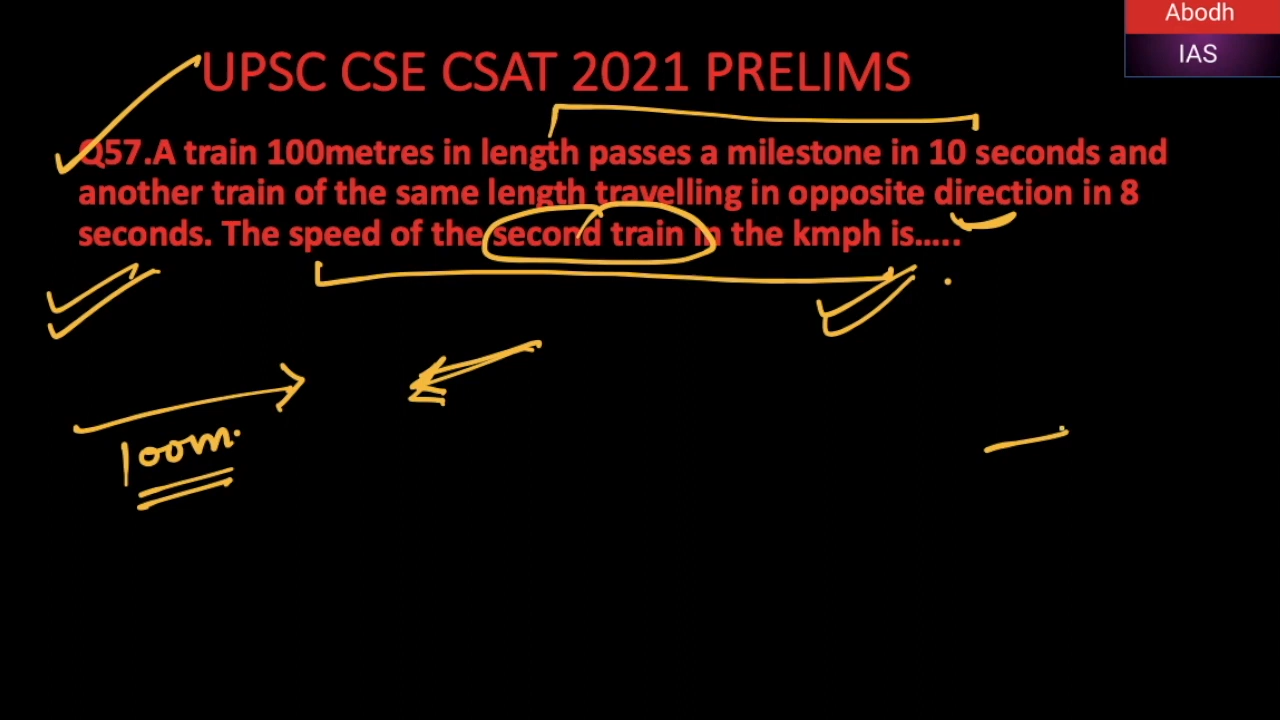 Abodh
IAS
UPSC CSE CSAT 2021 PRELIMS
Q57.A train 100metres in length passes a milestone in 10 seconds and
another train of the same length travelling in opposite direction in 8
seconds. The speed of the second train in the kmph is.....
100m.